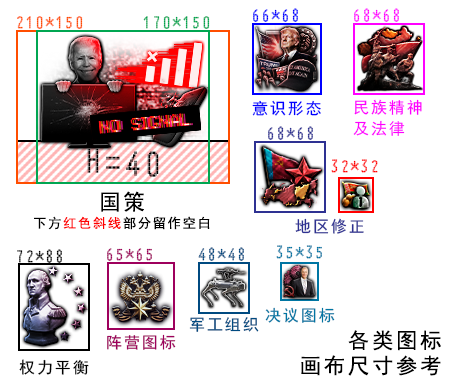 210*150
170*150
66*68
68*68
NO SIGNAL
H=40
国策
下方红色斜线部分留作空白
意识形态
民族精神
及法律
68*68
32*32
地区修正
72*88
65*65
48*48
35*35
权力平衡
阵营图标
军工组织
决议图标
各类图标
画布尺寸参考